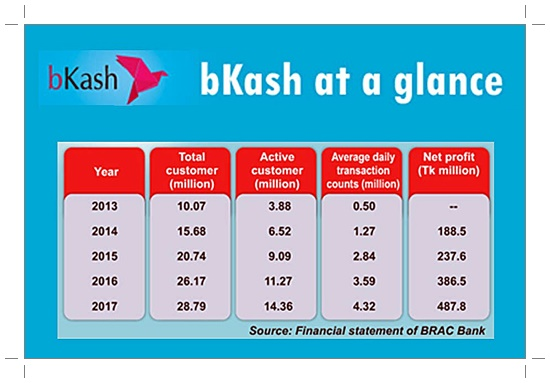 bKash
bKash at a glance
Year
Total
customer
(million)
Active
customer
(million)
Average daily
transaction
counts (million)
Net profit
(Tk million)
2013 10.07 3.88 0.50 --
2014 15.68 6.52 1.27 188.5
2015 20.74 9.09 2.84 237.6
2016 26.17 11.27 3.59 386.5
2017 28.79 14.36 4.32 487.8
Source: Financial statement of BRAC Bank